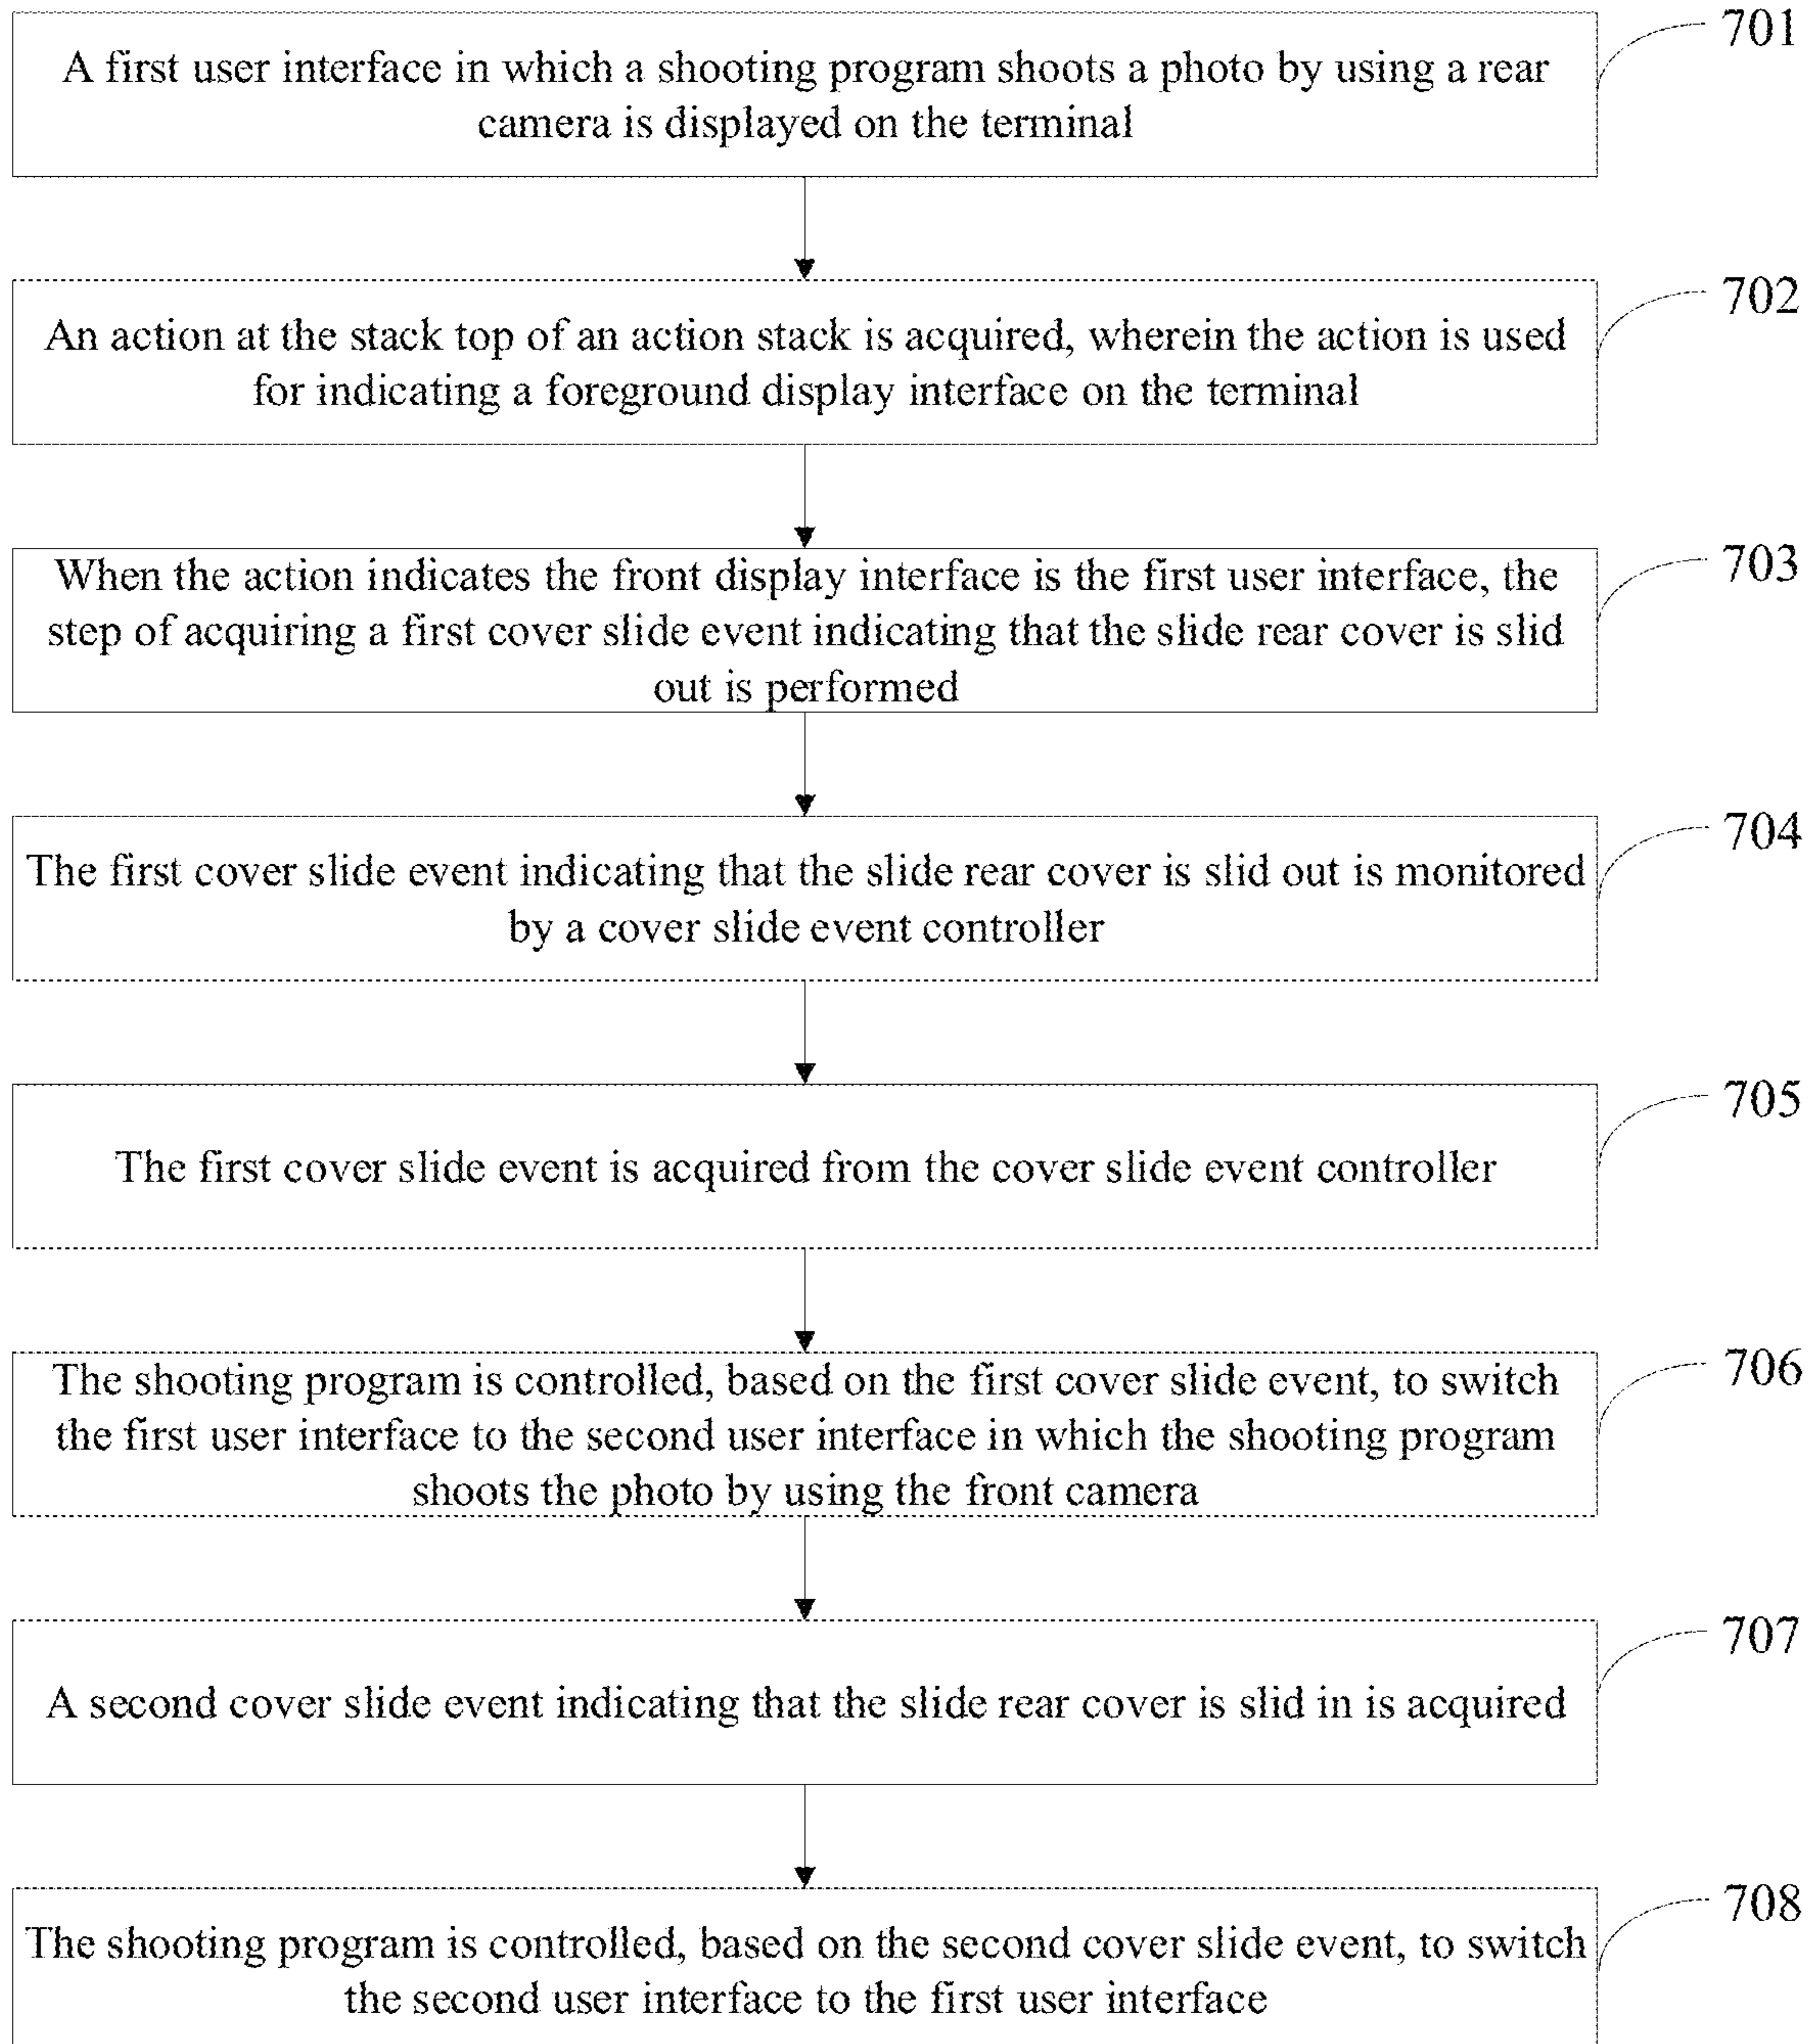 701
A first user interface in which a shooting program shoots a photo by using a rear
camera is displayed on the terminal
702
An action at the stack top of an action stack is acquired, wherein the action is used
for indicating a foreground display interface on the terminal
703
When the action indicates the front display interface is the first user interface, the
step of acquiring a first cover slide event indicating that the slide rear cover is slid
out is performed
704
The first cover slide event indicating that the slide rear cover is slid out is monitored
by a cover slide event controller
705
The first cover slide event is acquired from the cover slide event controller
706
The shooting program is controlled, based on the first cover slide event, to switch
the first user interface to the second user interface in which the shooting program
shoots the photo by using the front camera
707
A second cover slide event indicating that the slide rear cover is slid in is acquired
708
The shooting program is controlled, based on the second cover slide event, to switch
the second user interface to the first user interface